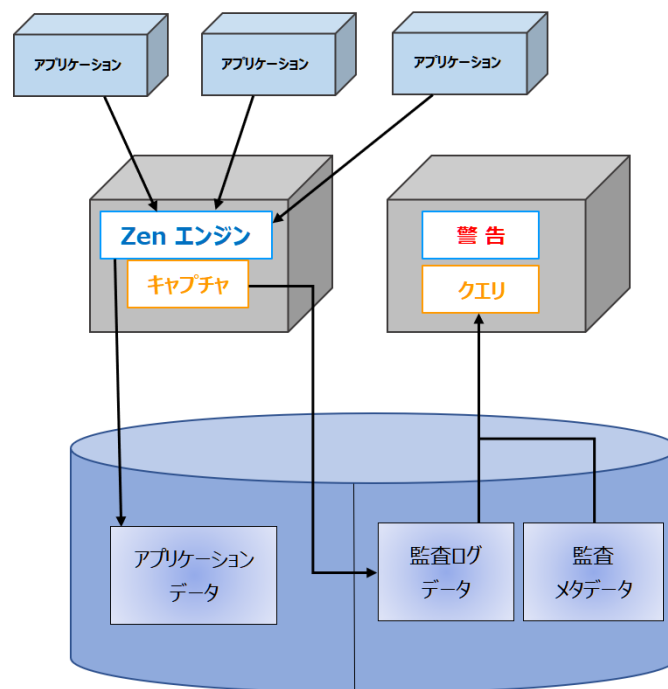 アプリケーション
アプリケーション
アプリケーション
Zen エンジン
キャプチャ
警 告
クエリ
アプリケーション
データ
監査ログ
データ
監査
メタデータ